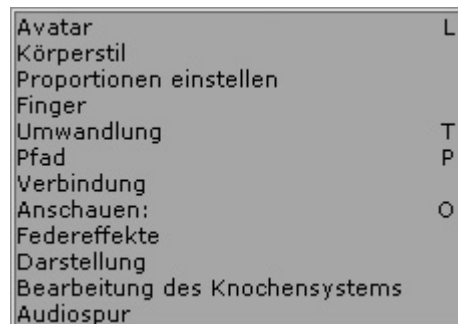 Avatar L
Körperstil
Proportionen einstellen
Finger
Umwandlung T
Pfad P
Verbindung
Anschauen: O
Federeffekte
Darstellung
Bearbeitung des Knochensystems
Audiospur